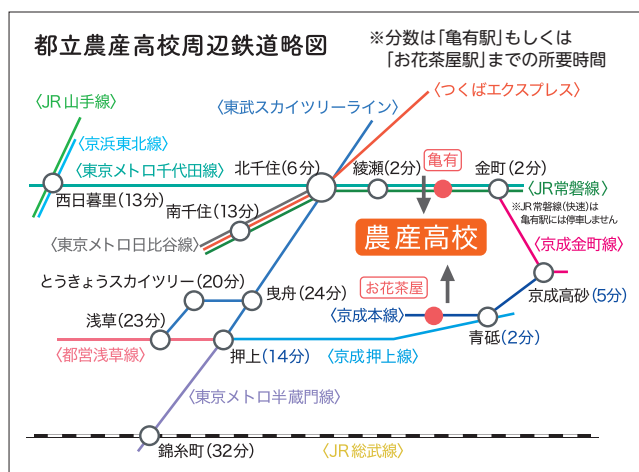 都立農産高校周辺鉄道略図
※分数は「亀有駅」もしくは
「お花茶屋駅」までの所要時間
〈JR山手線〉
〈東武スカイツリーライン〉
〈つくばエクスプレス〉
〈京浜東北線〉
〈東京メトロ千代田線〉
北千住(6分)
綾瀬(2分)
亀有
金町(2分)
〈JR常磐線〉
西日暮里(13分)
南千住(13分)
※JR常磐線(快速)は
亀有駅には停車しません
〈東京メトロ日比谷線〉
農産高校
〈京成金町線〉
とうきょうスカイツリー(20分)
曳舟(24分)
お花茶屋
京成高砂(5分)
浅草(23分)
〈京成本線〉
青砥(2分)
〈都営浅草線〉
押上(14分)
〈京成押上線〉
〈東京メトロ半蔵門線〉
錦糸町(32分)
〈JR総武線〉